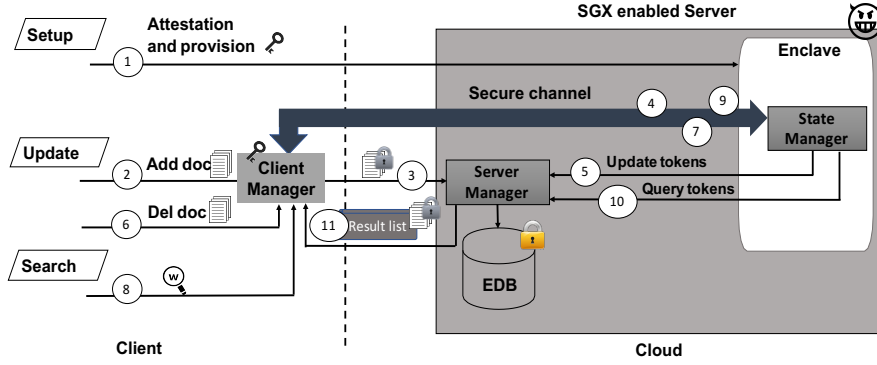 SGX enabled Server
Setup
Attestation
and provision
1
Enclave
Secure channel
4
9
7
State
Manager
Update
2
Add doc
Client
Manager
3
Server
Manager
5
Update tokens
10
Query tokens
6
Del doc
11
Result list
Search
8
w
EDB
Client
Cloud